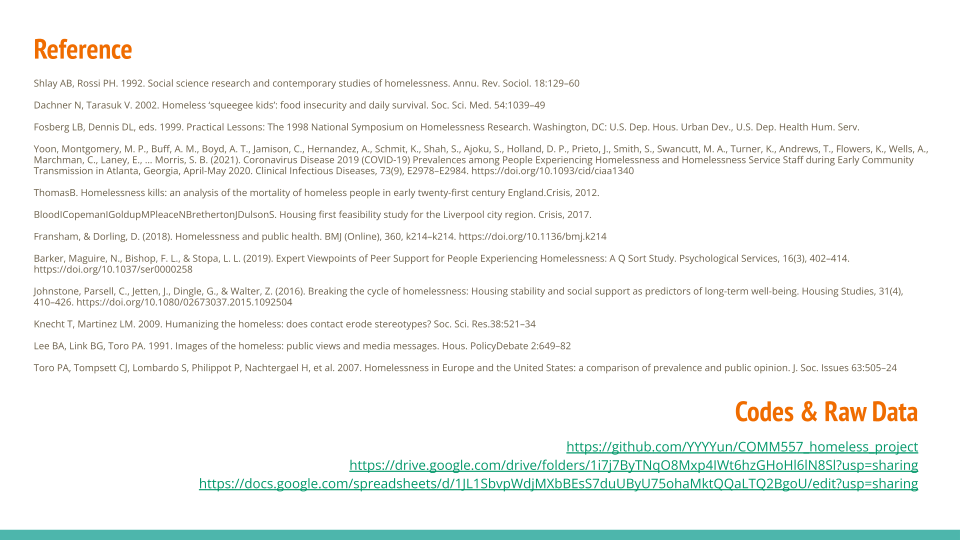 Reference
Shlay AB, Rossi PH. 1992. Social science research and contemporary studies of homelessness. Annu. Rev. Sociol. 18:129–60
Dachner N, Tarasuk V. 2002. Homeless ‘squeegee kids’: food insecurity and daily survival. Soc. Sci. Med. 54:1039–49
Fosberg LB, Dennis DL, eds. 1999. Practical Lessons: The 1998 National Symposium on Homelessness Research. Washington, DC: U.S. Dep. Hous. Urban Dev., U.S. Dep. Health Hum. Serv.
Yoon, Montgomery, M. P., Buff, A. M., Boyd, A. T., Jamison, C., Hernandez, A., Schmit, K., Shah, S., Ajoku, S., Holland, D. P., Prieto, J., Smith, S., Swancutt, M. A., Turner, K., Andrews, T., Flowers, K., Wells, A.,
Marchman, C., Laney, E., … Morris, S. B. (2021). Coronavirus Disease 2019 (COVID-19) Prevalences among People Experiencing Homelessness and Homelessness Service Staff during Early Community
Transmission in Atlanta, Georgia, April-May 2020. Clinical Infectious Diseases, 73(9), E2978–E2984. https://doi.org/10.1093/cid/ciaa1340
ThomasB. Homelessness kills: an analysis of the mortality of homeless people in early twenty-first century England.Crisis, 2012.
BloodICopemanIGoldupMPleaceNBrethertonJDulsonS. Housing first feasibility study for the Liverpool city region. Crisis, 2017.
Fransham, & Dorling, D. (2018). Homelessness and public health. BMJ (Online), 360, k214–k214. https://doi.org/10.1136/bmj.k214
Barker, Maguire, N., Bishop, F. L., & Stopa, L. L. (2019). Expert Viewpoints of Peer Support for People Experiencing Homelessness: A Q Sort Study. Psychological Services, 16(3), 402–414.
https://doi.org/10.1037/ser0000258
Johnstone, Parsell, C., Jetten, J., Dingle, G., & Walter, Z. (2016). Breaking the cycle of homelessness: Housing stability and social support as predictors of long-term well-being. Housing Studies, 31(4),
410–426. https://doi.org/10.1080/02673037.2015.1092504
Knecht T, Martinez LM. 2009. Humanizing the homeless: does contact erode stereotypes? Soc. Sci. Res.38:521–34
Lee BA, Link BG, Toro PA. 1991. Images of the homeless: public views and media messages. Hous. PolicyDebate 2:649–82
Toro PA, Tompsett CJ, Lombardo S, Philippot P, Nachtergael H, et al. 2007. Homelessness in Europe and the United States: a comparison of prevalence and public opinion. J. Soc. Issues 63:505–24
Codes & Raw Data
https://github.com/YYYYun/COMM557_homeless_project
https://drive.google.com/drive/folders/1i7j7ByTNqO8Mxp4IWt6hzGHoHl6lN8Sl?usp=sharing
https://docs.google.com/spreadsheets/d/1JL1SbvpWdjMXbBEsS7duUByU75ohaMktQQaLTQ2BgoU/edit?usp=sharing